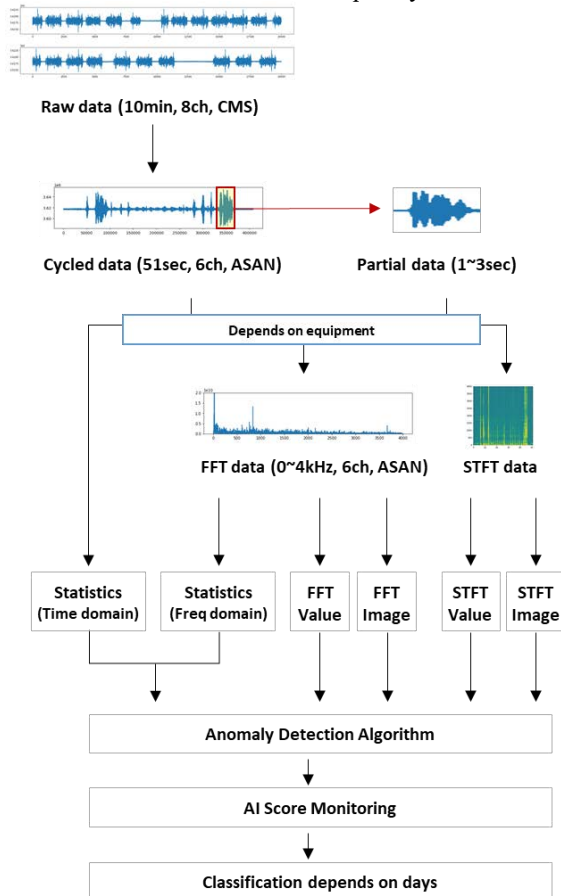 Raw data (10min, 8ch, CMS)
Cycled data (51sec, 6ch, ASAN)
Partial data (1~3sec)
Depends on equipment
FFT data (0~4kHz, 6ch, ASAN)
STFT data
Statistics
(Time domain)
Statistics
(Freq domain)
FFT
Value
FFT
Image
STFT
Value
STFT
Image
Anomaly Detection Algorithm
AI Score Monitoring
Classification depends on days